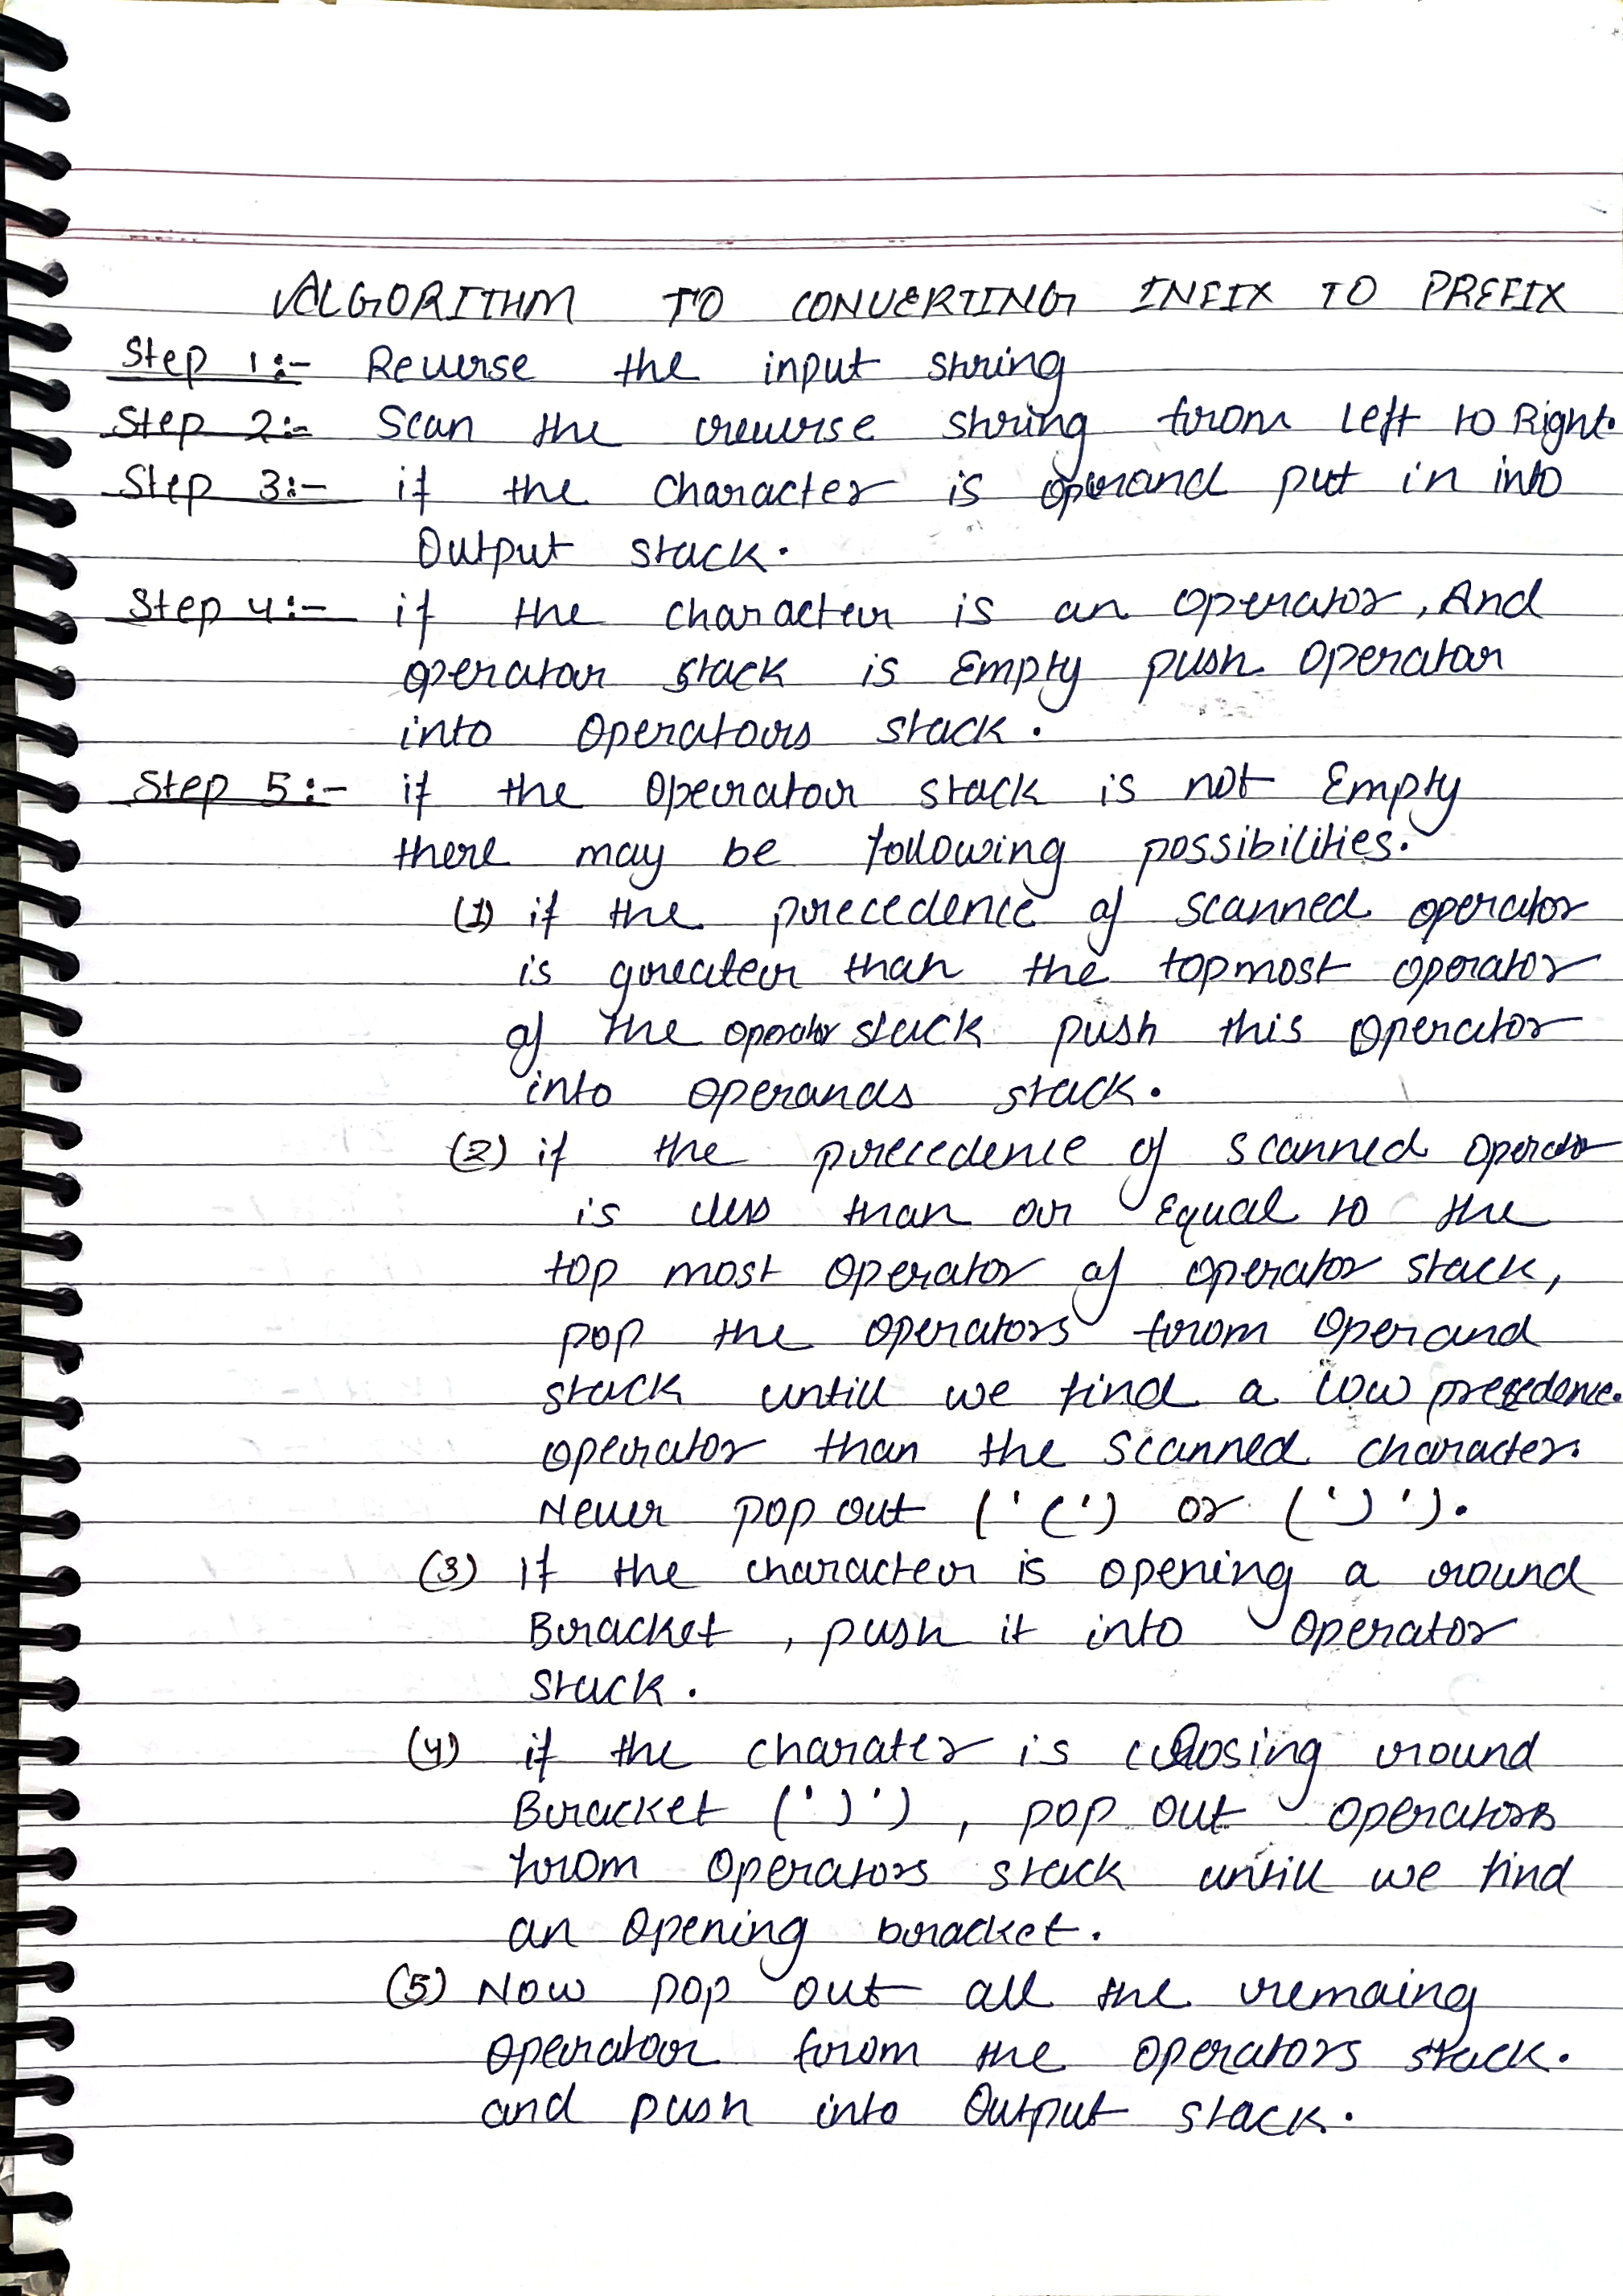 ALGORITHM TO CONVERTING INFIX TO PREFIX
Step 1:- Reverse the input string
Step 2:- Scan the reverse string from Left to Right.
Step 3:- if the character is operand put in into
Output stack.
Step 4:- if the character is an operator, And
operator stack is Empty push operator
into operators stack.
Step 5:- if the operator stack is not Empty
there may be following possibilities.
(1) if the precedence of scanned operator
is greater than the topmost operator
of the operator stack push this operator
into operands stack.
(2) if the precedence of scanned operator
is less than or Equal to the
top most operator of operator stack,
pop the operators from operand
stack untill we find a low precedence
operator than the scanned character.
Never pop out ('(') or (')').
(3) If the character is opening a round
Bracket, push it into operator
stack.
(4) if the charater is closing round
Bracket (')'), pop out operators
from operators stack untill we find
an opening bracket.
(5) Now pop out all the remaing
operator from the operators stack.
and push into Output stack.